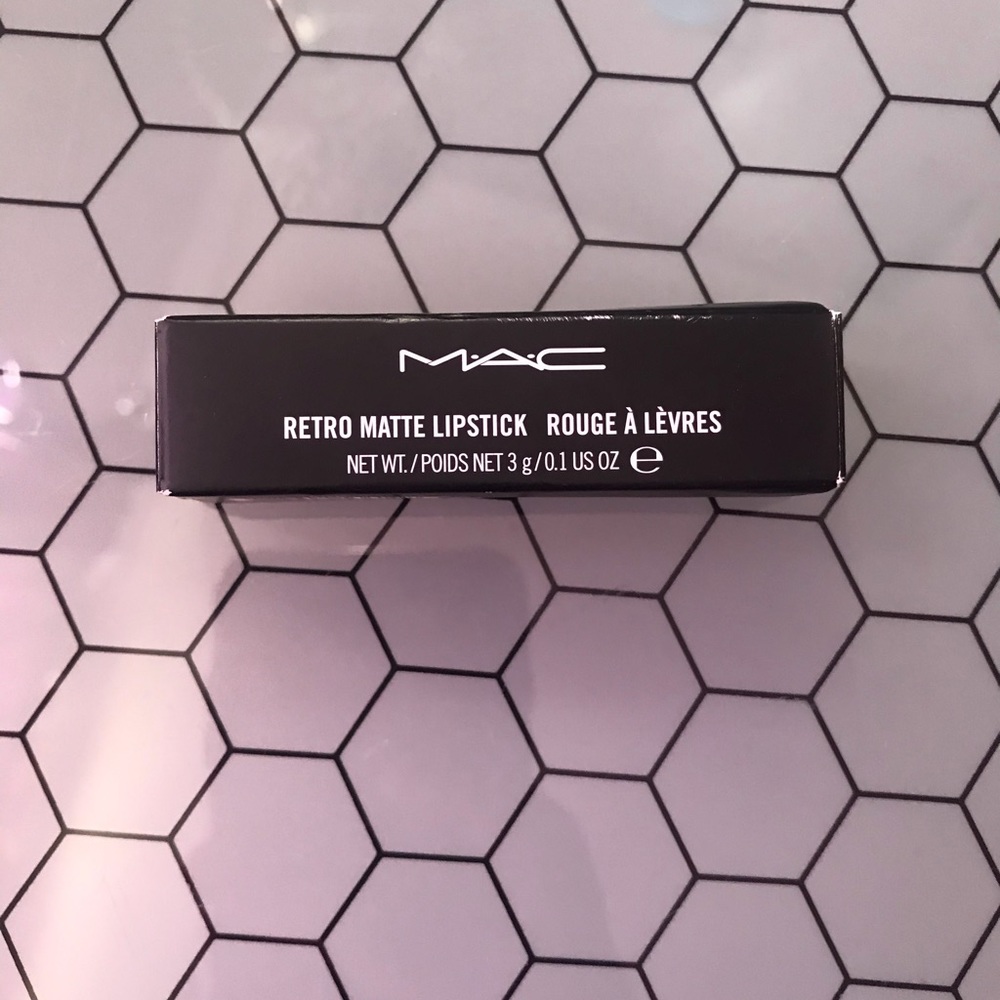 M·A·C
RETRO MATTE LIPSTICK ROUGE À LÈVRES
NET WT. / POIDS NET 3 g / 0.1 US OZ ℮